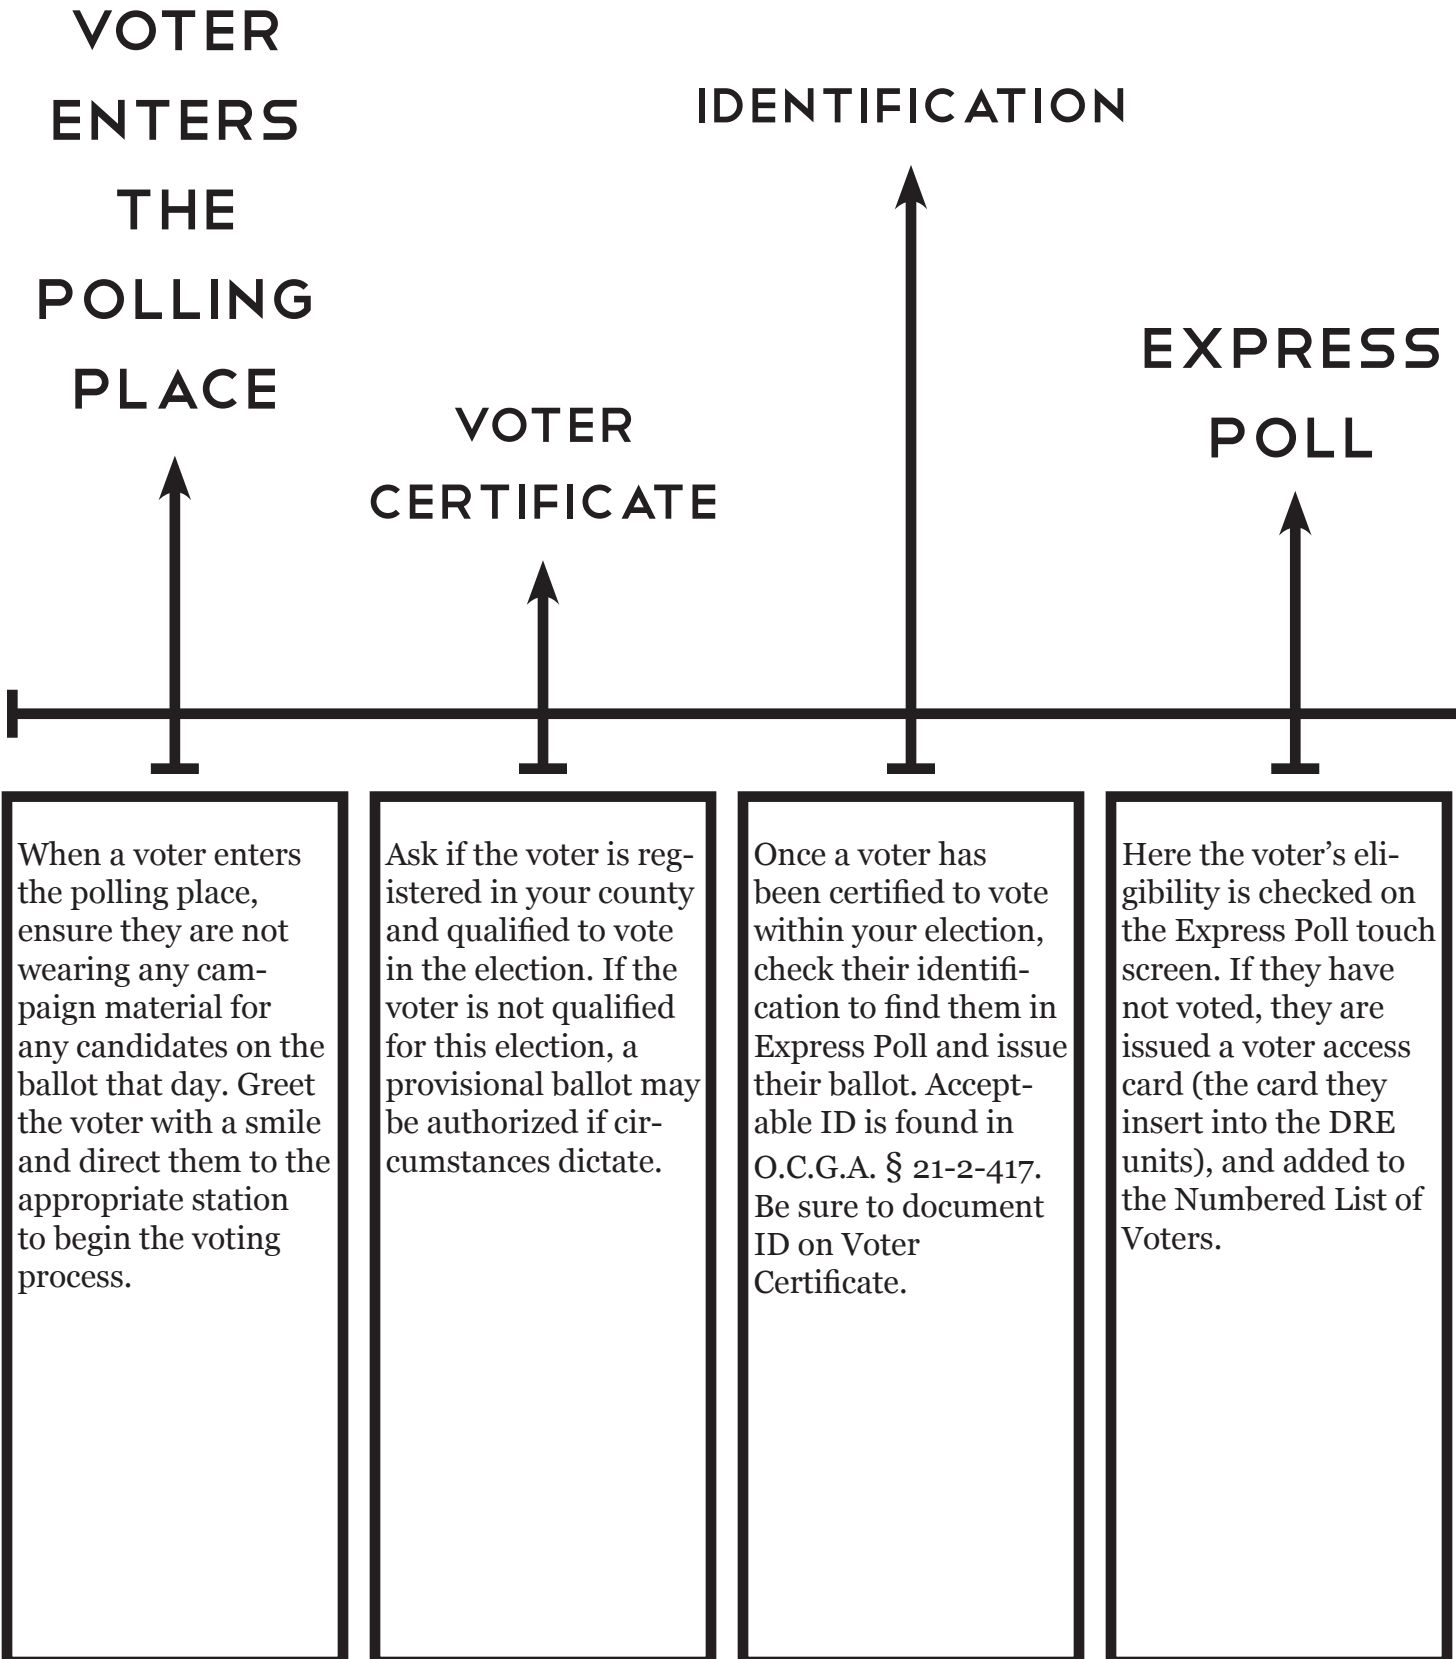 VOTER
ENTERS
THE
POLLING
PLACE
VOTER
CERTIFICATE
IDENTIFICATION
EXPRESS
POLL
When a voter enters
the polling place,
ensure they are not
wearing any cam-
paign material for
any candidates on the
ballot that day. Greet
the voter with a smile
and direct them to the
appropriate station
to begin the voting
process.
Ask if the voter is reg-
istered in your county
and qualified to vote
in the election. If the
voter is not qualified
for this election, a
provisional ballot may
be authorized if cir-
cumstances dictate.
Once a voter has
been certified to vote
within your election,
check their identifi-
cation to find them in
Express Poll and issue
their ballot. Accept-
able ID is found in
O.C.G.A. § 21-2-417.
Be sure to document
ID on Voter
Certificate.
Here the voter’s eli-
gibility is checked on
the Express Poll touch
screen. If they have
not voted, they are
issued a voter access
card (the card they
insert into the DRE
units), and added to
the Numbered List of
Voters.